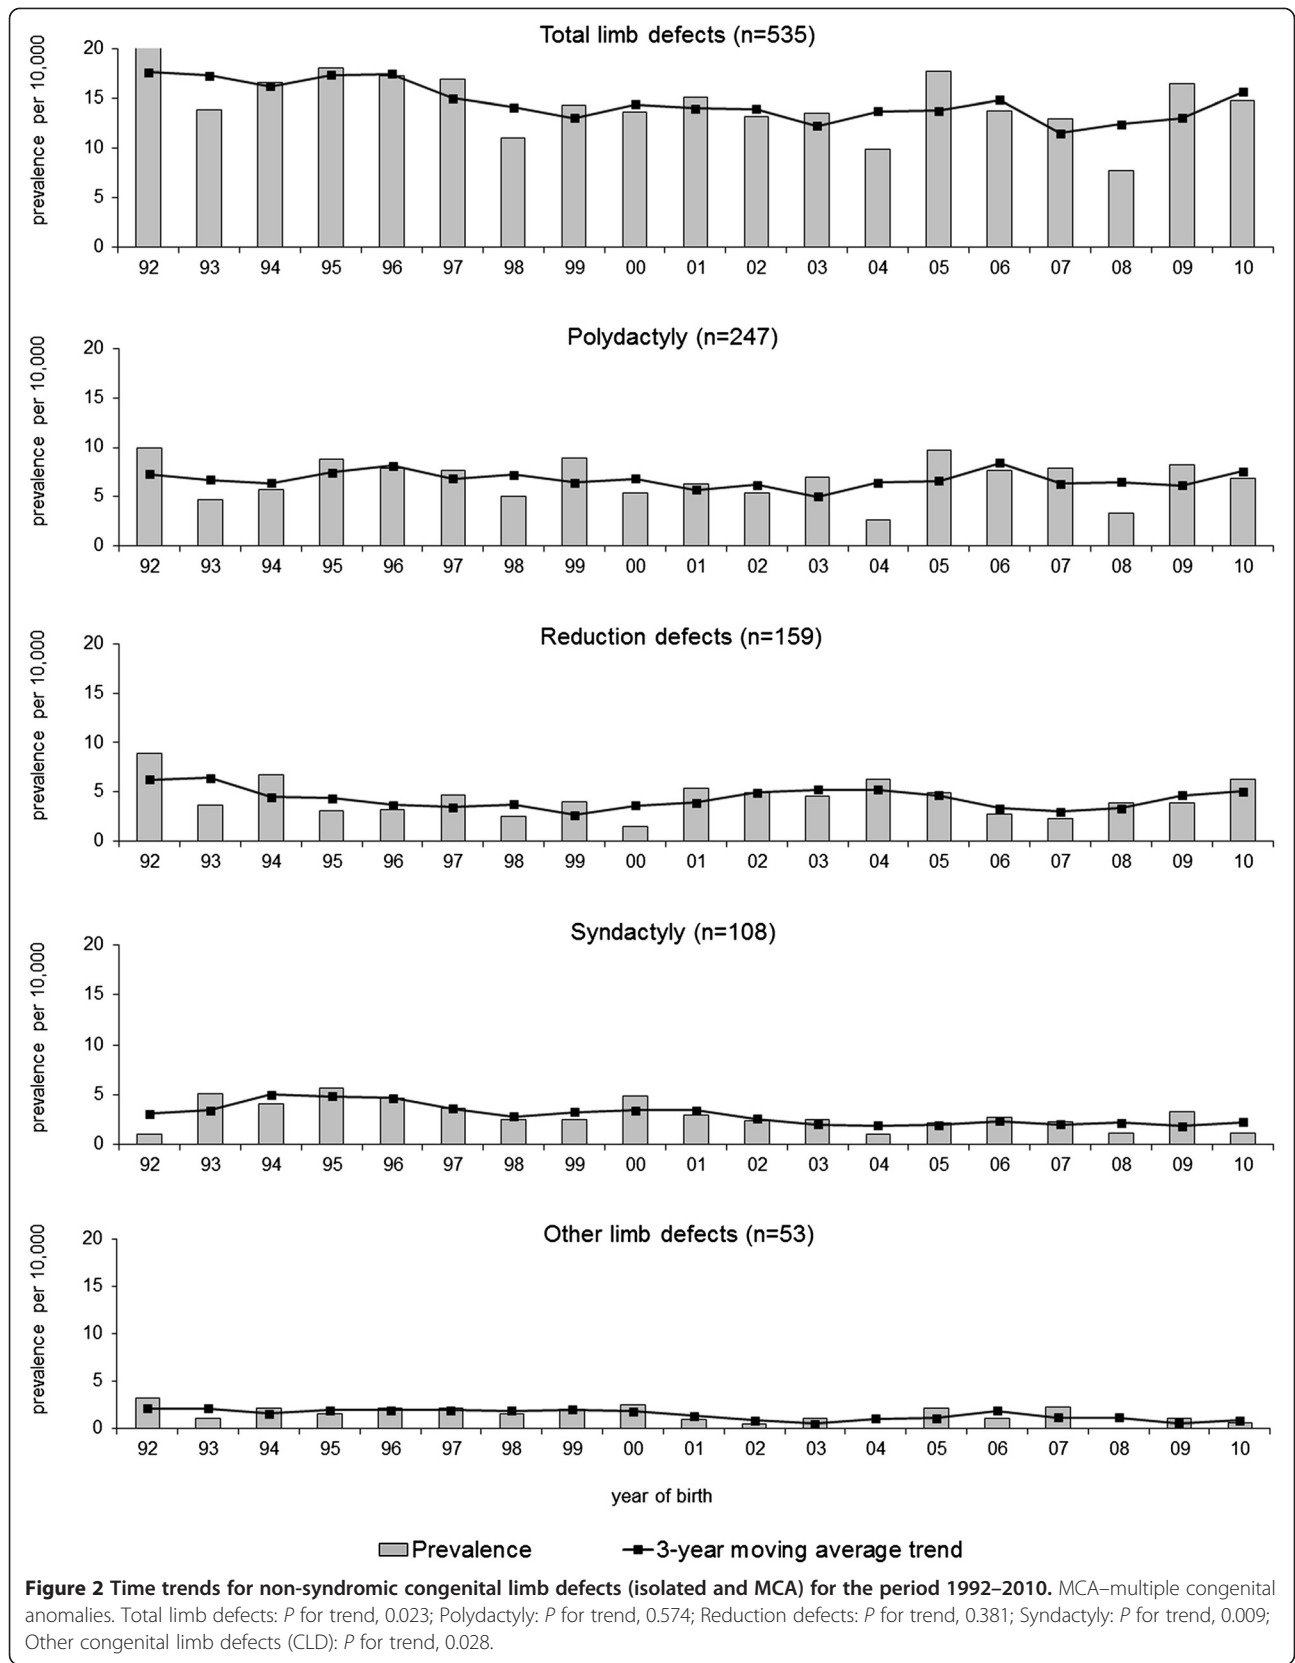 Total limb defects (n=535)
prevalence per 10,000
20
15
10
5
0
92 93 94 95 96 97 98 99 00 01 02 03 04 05 06 07 08 09 10
Polydactyly (n=247)
prevalence per 10,000
20
15
10
5
0
92 93 94 95 96 97 98 99 00 01 02 03 04 05 06 07 08 09 10
Reduction defects (n=159)
prevalence per 10,000
20
15
10
5
0
92 93 94 95 96 97 98 99 00 01 02 03 04 05 06 07 08 09 10
Syndactyly (n=108)
prevalence per 10,000
20
15
10
5
0
92 93 94 95 96 97 98 99 00 01 02 03 04 05 06 07 08 09 10
Other limb defects (n=53)
prevalence per 10,000
20
15
10
5
0
92 93 94 95 96 97 98 99 00 01 02 03 04 05 06 07 08 09 10
year of birth
Prevalence 3-year moving average trend
Figure 2 Time trends for non-syndromic congenital limb defects (isolated and MCA) for the period 1992–2010. MCA–multiple congenital
anomalies. Total limb defects: P for trend, 0.023; Polydactyly: P for trend, 0.574; Reduction defects: P for trend, 0.381; Syndactyly: P for trend, 0.009;
Other congenital limb defects (CLD): P for trend, 0.028.